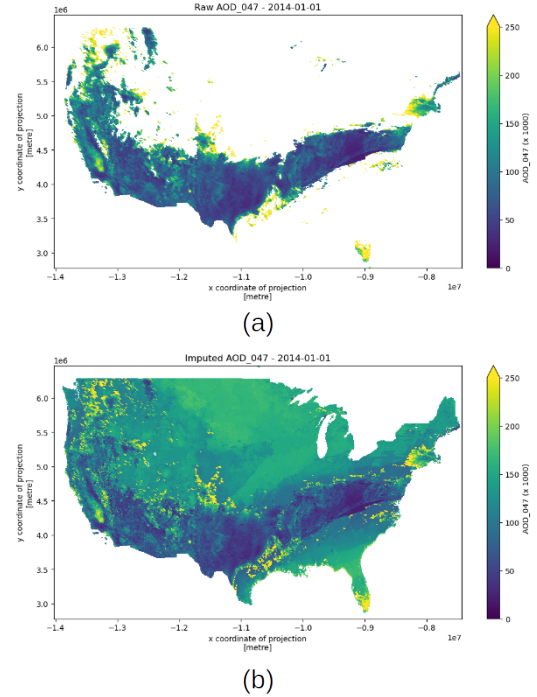 Raw AOD_047 - 2014-01-01
1e6
6.0
5.5
5.0
4.5
4.0
3.5
3.0
y coordinate of projection
[metre]
−1.4
−1.3
−1.2
−1.1
−1.0
−0.9
−0.8
1e7
x coordinate of projection
[metre]
250
200
150
100
50
0
AOD_047 (x 1000)
(a)
Imputed AOD_047 - 2014-01-01
1e6
6.0
5.5
5.0
4.5
4.0
3.5
3.0
y coordinate of projection
[metre]
−1.4
−1.3
−1.2
−1.1
−1.0
−0.9
−0.8
1e7
x coordinate of projection
[metre]
250
200
150
100
50
0
AOD_047 (x 1000)
(b)